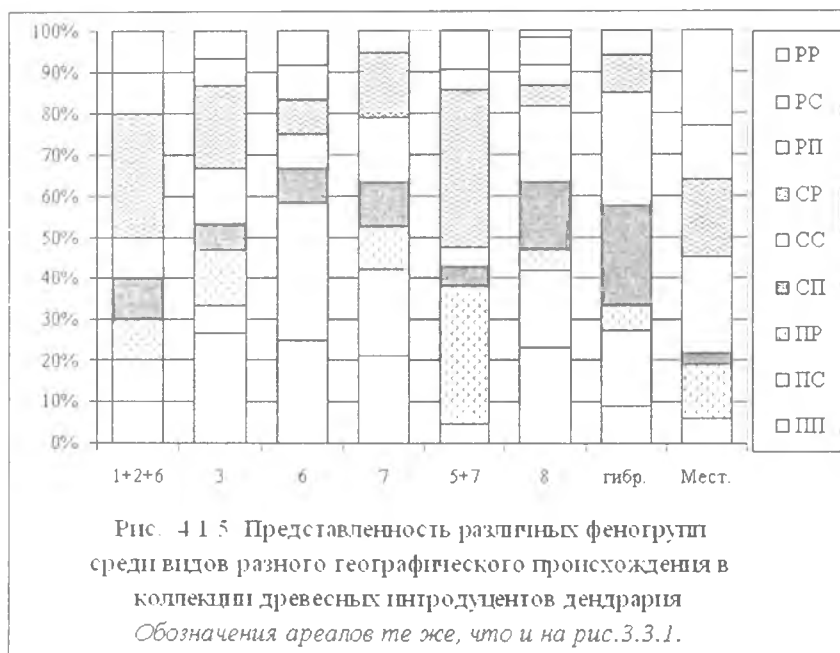 100%
90%
80%
70%
60%
50%
40%
30%
20%
10%
0%
1+2+6 3 6 7 5+7 8 гибр. Мест.
РР
РС
РП
СР
СС
СП
ПР
ПС
ПП
Рис. 4.1.5 Представленность различных феногрупп
среди видов разного географического происхождения в
коллекции древесных интродуцентов дендрария
Обозначения ареалов те же, что и на рис.3.3.1.